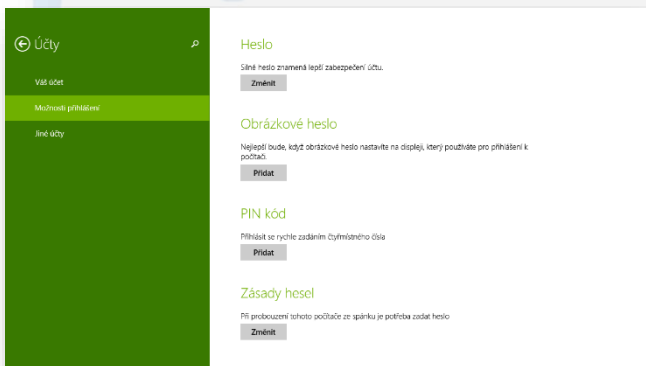 Účty
Váš účet
Možnosti přihlášení
Jiné účty
Heslo
Silné heslo znamená lepší zabezpečení účtu.
Změnit
Obrázkové heslo
Nejlepší bude, když obrázkové heslo nastavíte na displeji, který používáte pro přihlášení k
počítači.
Přidat
PIN kód
Přihlásit se rychle zadáním čtyřmístného čísla
Přidat
Zásady hesel
Při probouzení tohoto počítače ze spánku je potřeba zadat heslo
Změnit